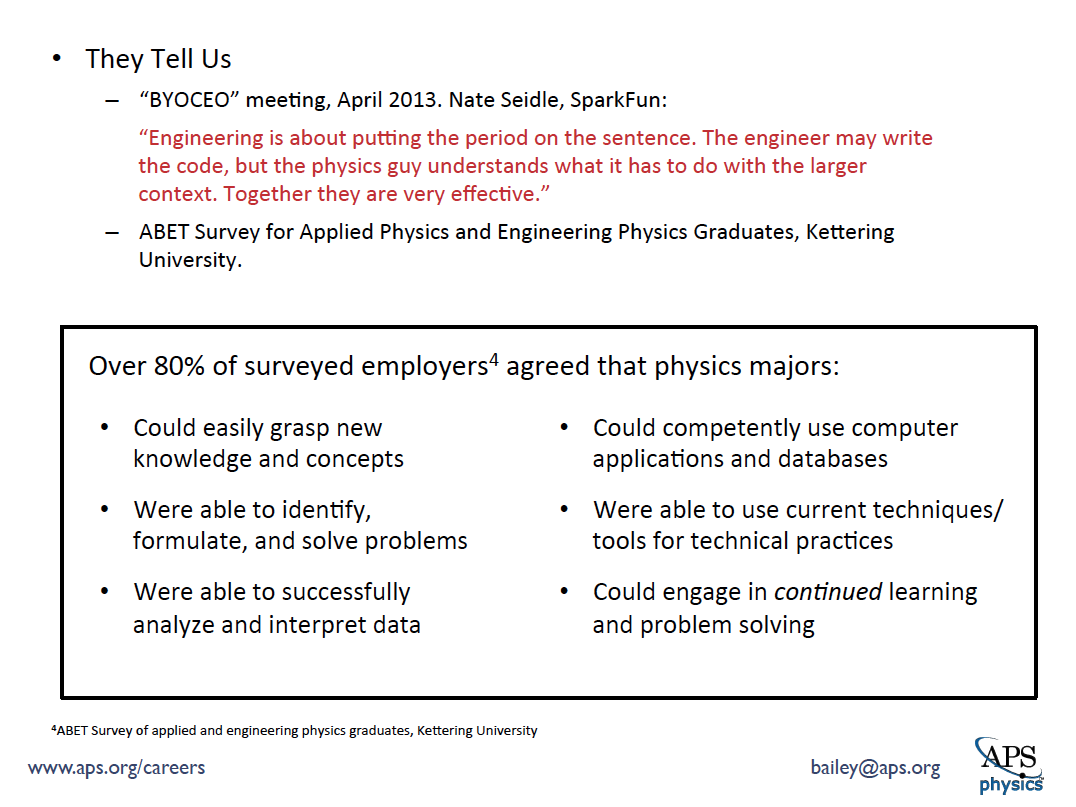 • They Tell Us
– “BYOCEO” meeting, April 2013. Nate Seidle, SparkFun:
“Engineering is about putting the period on the sentence. The engineer may write
the code, but the physics guy understands what it has to do with the larger
context. Together they are very effective.”
– ABET Survey for Applied Physics and Engineering Physics Graduates, Kettering
University.
Over 80% of surveyed employers⁴ agreed that physics majors:
• Could easily grasp new
knowledge and concepts
• Were able to identify,
formulate, and solve problems
• Were able to successfully
analyze and interpret data
• Could competently use computer
applications and databases
• Were able to use current techniques/
tools for technical practices
• Could engage in continued learning
and problem solving
⁴ABET Survey of applied and engineering physics graduates, Kettering University
www.aps.org/careers
bailey@aps.org
APS
physics™